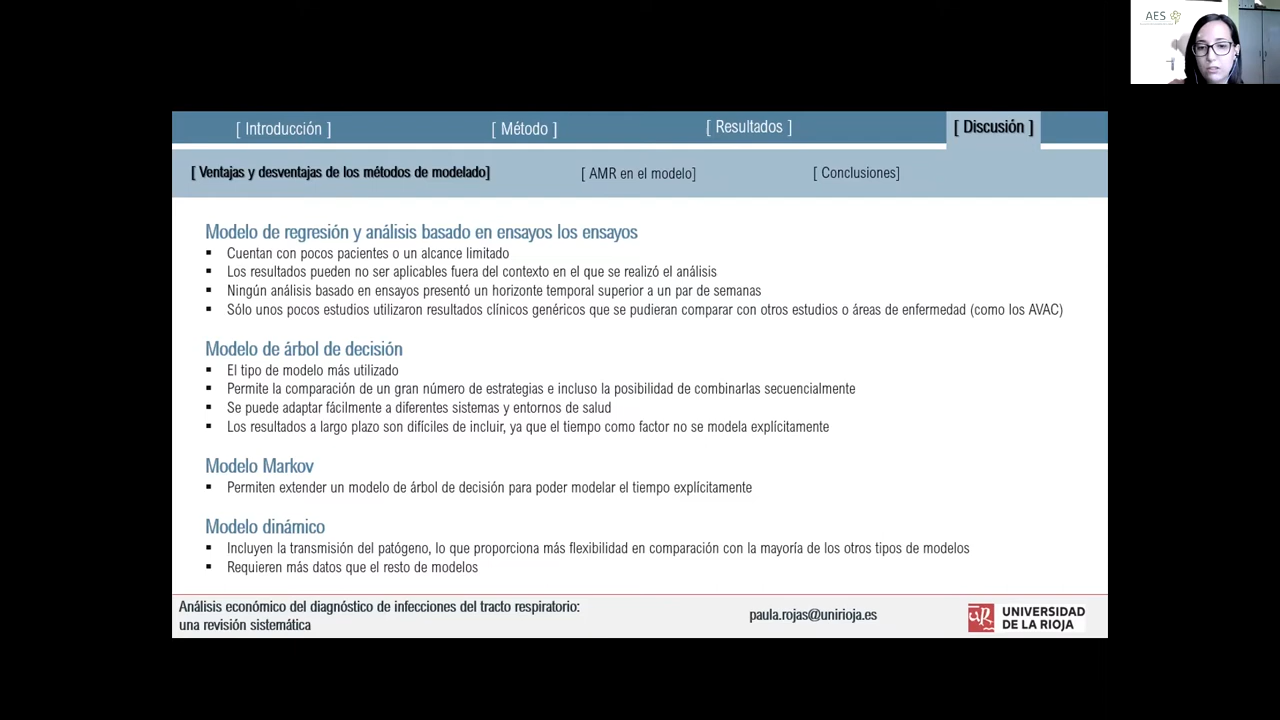 AES
[ Introducción ]
[ Método ]
[ Resultados ]
[ Discusión ]
[ Ventajas y desventajas de los métodos de modelado]
[ AMR en el modelo]
[ Conclusiones]
Modelo de regresión y análisis basado en ensayos los ensayos
▪ Cuentan con pocos pacientes o un alcance limitado
▪ Los resultados pueden no ser aplicables fuera del contexto en el que se realizó el análisis
▪ Ningún análisis basado en ensayos presentó un horizonte temporal superior a un par de semanas
▪ Sólo unos pocos estudios utilizaron resultados clínicos genéricos que se pudieran comparar con otros estudios o áreas de enfermedad (como los AVAC)
Modelo de árbol de decisión
▪ El tipo de modelo más utilizado
▪ Permite la comparación de un gran número de estrategias e incluso la posibilidad de combinarlas secuencialmente
▪ Se puede adaptar fácilmente a diferentes sistemas y entornos de salud
▪ Los resultados a largo plazo son difíciles de incluir, ya que el tiempo como factor no se modela explícitamente
Modelo Markov
▪ Permiten extender un modelo de árbol de decisión para poder modelar el tiempo explícitamente
Modelo dinámico
▪ Incluyen la transmisión del patógeno, lo que proporciona más flexibilidad en comparación con la mayoría de los otros tipos de modelos
▪ Requieren más datos que el resto de modelos
Análisis económico del diagnóstico de infecciones del tracto respiratorio:
una revisión sistemática
paula.rojas@unirioja.es
UNIVERSIDAD
DE LA RIOJA